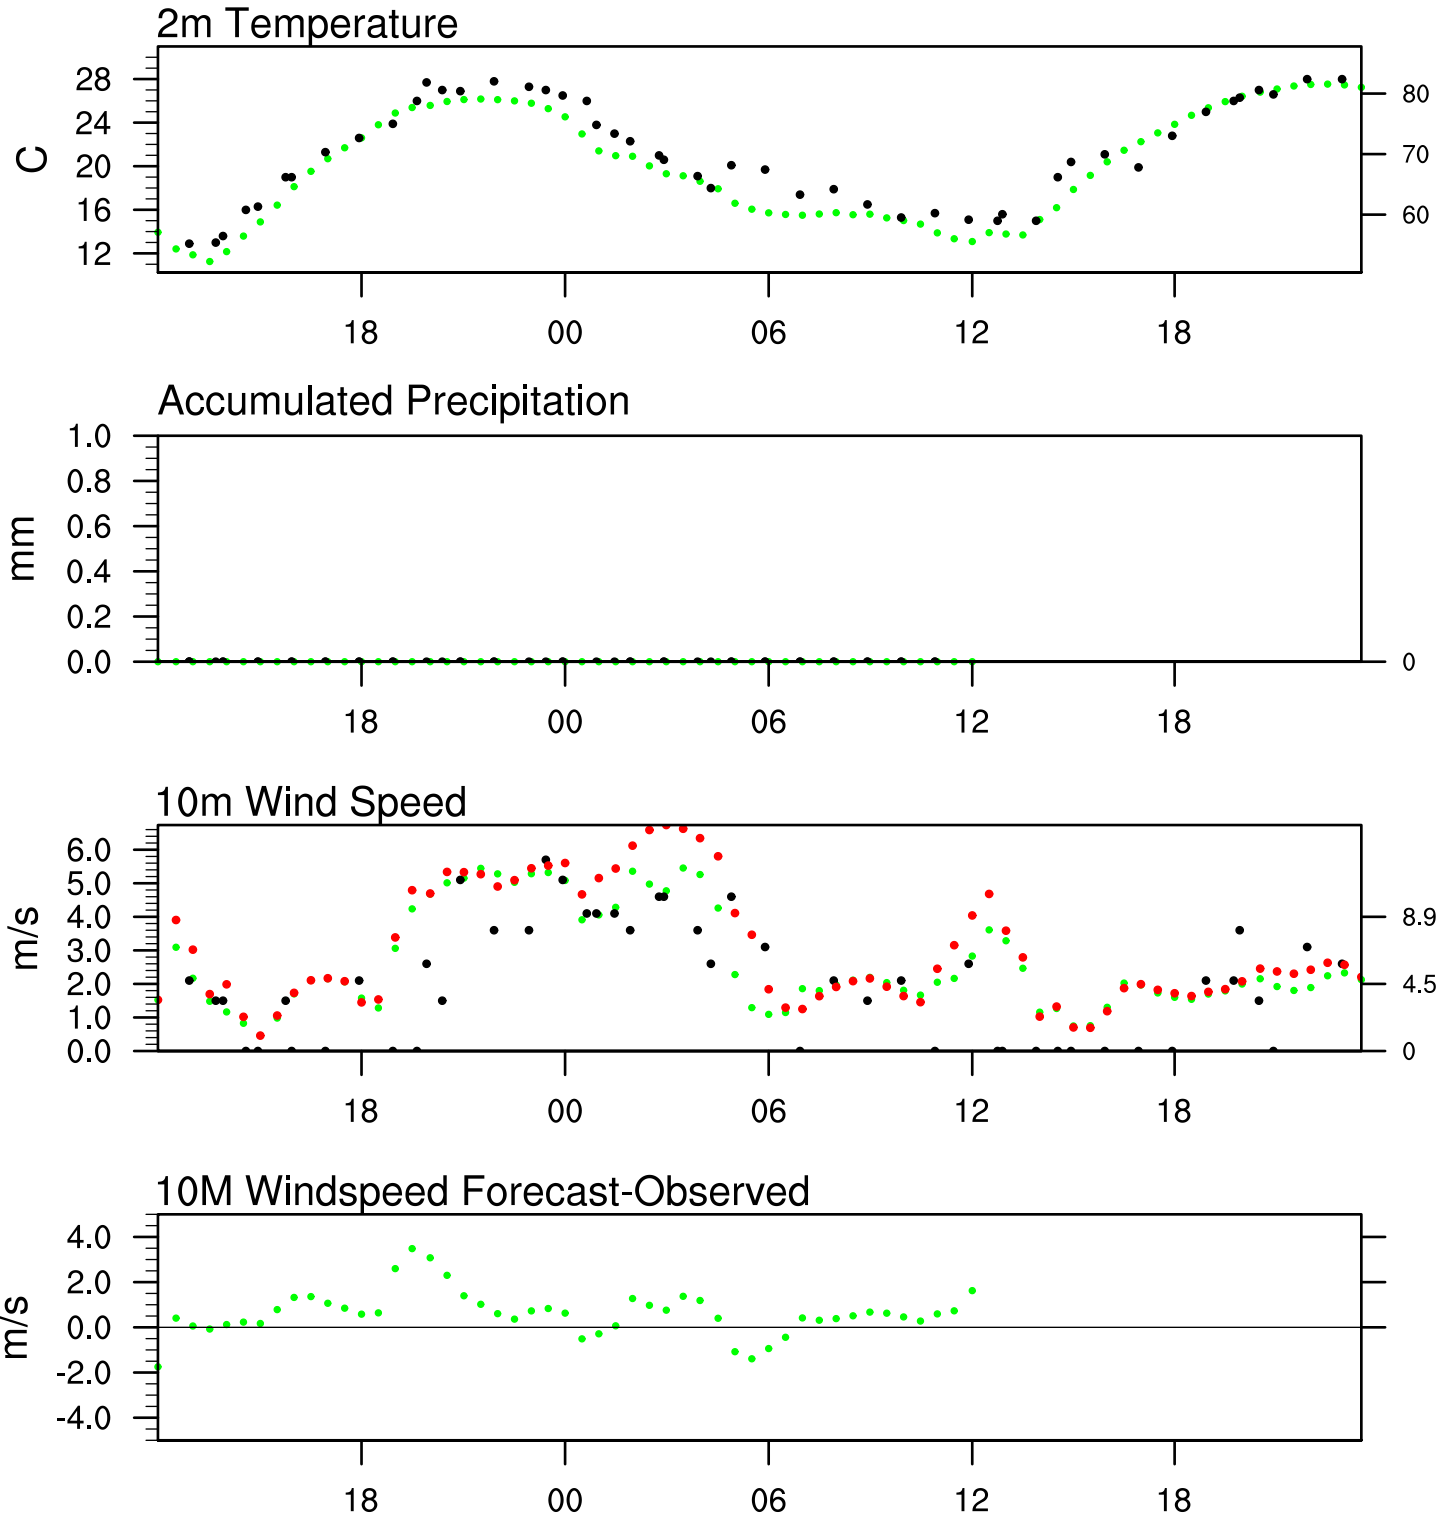 2m Temperature
28
24
20
16
12
C
80
70
60
18 00 06 12 18
Accumulated Precipitation
1.0
0.8
0.6
0.4
0.2
0.0
mm
0
18 00 06 12 18
10m Wind Speed
6.0
5.0
4.0
3.0
2.0
1.0
0.0
m/s
8.9
4.5
0
18 00 06 12 18
10M Windspeed Forecast-Observed
4.0
2.0
0.0
-2.0
-4.0
m/s
18 00 06 12 18